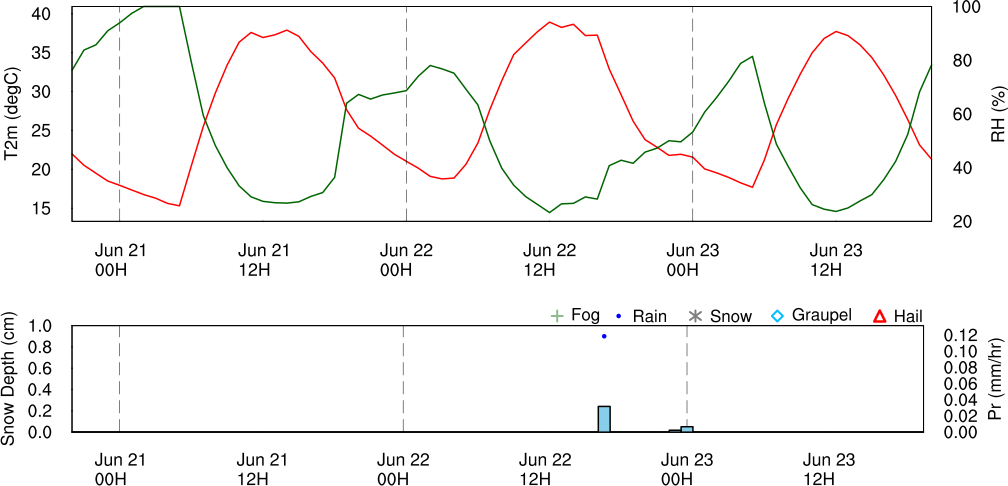 40
35
30
25
20
15
T2m (degC)
100
80
60
40
20
RH (%)
Jun 21 Jun 21 Jun 22 Jun 22 Jun 23 Jun 23
00H 12H 00H 12H 00H 12H
Fog Rain Snow Graupel Hail
1.0
0.8
0.6
0.4
0.2
0.0
Snow Depth (cm)
0.12
0.10
0.08
0.06
0.04
0.02
0.00
Pr (mm/hr)
Jun 21 Jun 21 Jun 22 Jun 22 Jun 23 Jun 23
00H 12H 00H 12H 00H 12H